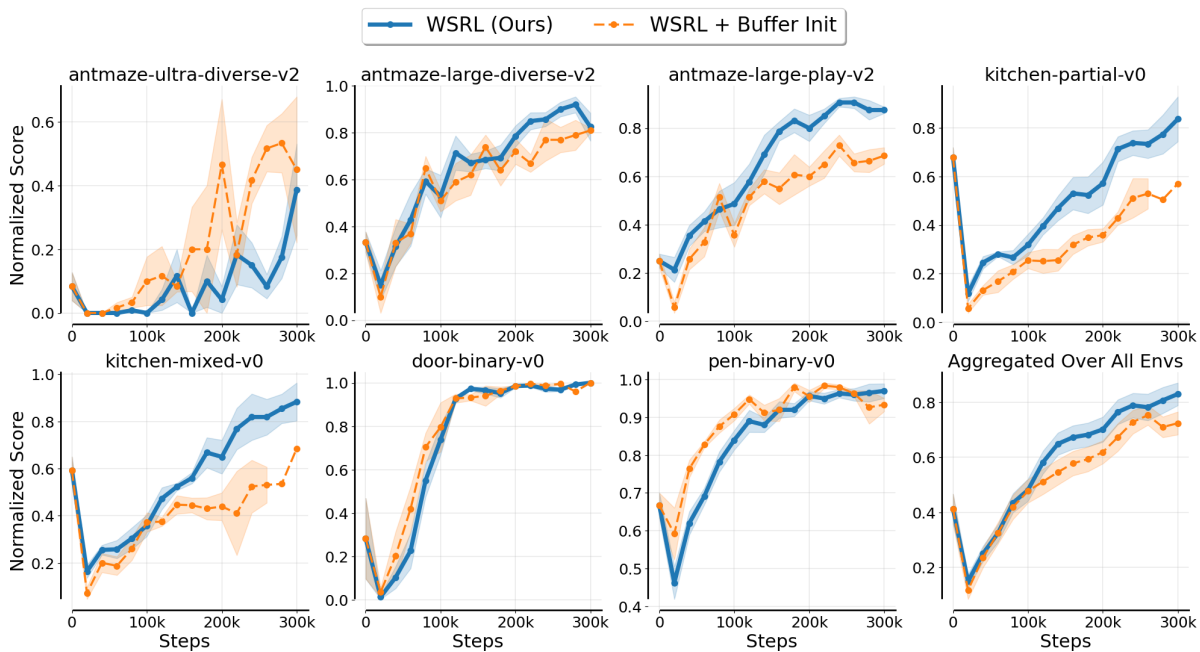 WSRL (Ours) WSRL + Buffer Init
antmaze-ultra-diverse-v2 antmaze-large-diverse-v2 antmaze-large-play-v2 kitchen-partial-v0
Normalized Score
0.6
0.4
0.2
0.0
0 100k 200k 300k
1.0
0.8
0.6
0.4
0.2
0.0
0 100k 200k 300k
0.8
0.6
0.4
0.2
0.0
0 100k 200k 300k
0.8
0.6
0.4
0.2
0.0
0 100k 200k 300k
kitchen-mixed-v0 door-binary-v0 pen-binary-v0 Aggregated Over All Envs
Normalized Score
1.0
0.8
0.6
0.4
0.2
0 100k 200k 300k
Steps
1.0
0.8
0.6
0.4
0.2
0.0
0 100k 200k 300k
Steps
1.0
0.9
0.8
0.7
0.6
0.5
0.4
0 100k 200k 300k
Steps
0.8
0.6
0.4
0.2
0 100k 200k 300k
Steps